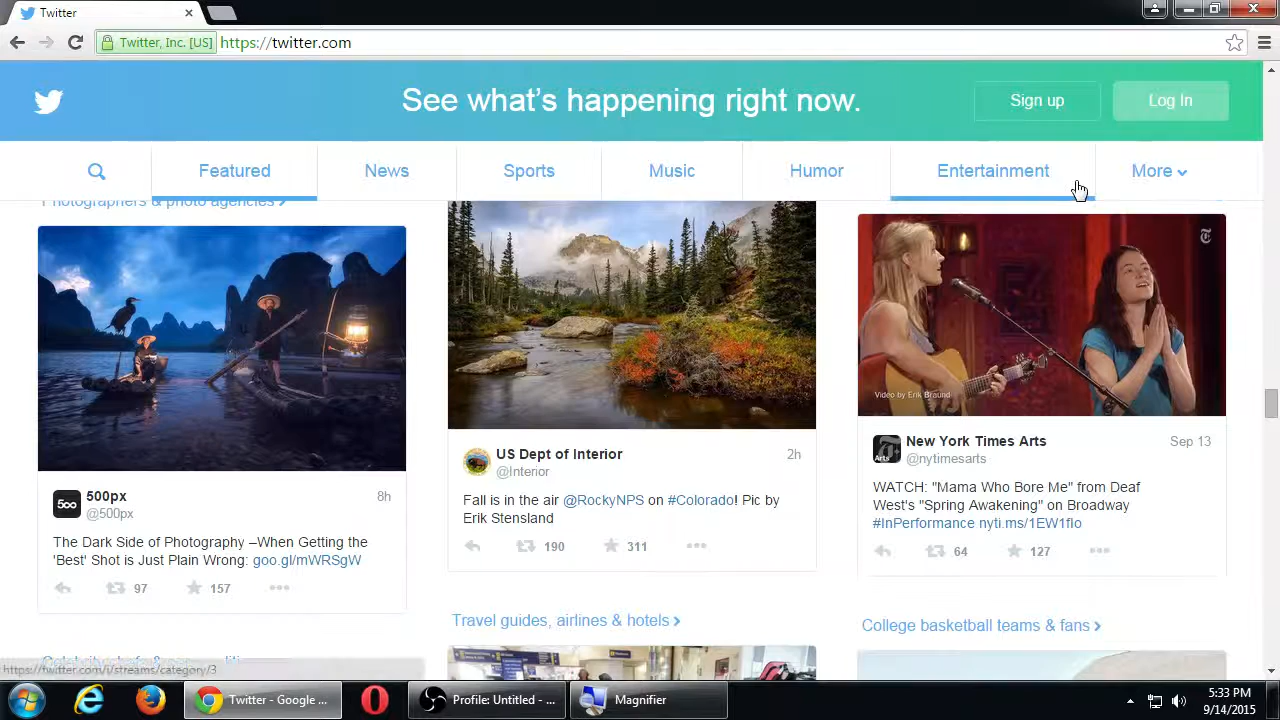 Twitter
Twitter, Inc. [US]
https://twitter.com
See what's happening right now.
Sign up
Log In
Featured
News
Sports
Music
Humor
Entertainment
More
Photographers & photo agencies
500px
8h
@500px
The Dark Side of Photography –When Getting the
'Best' Shot is Just Plain Wrong: goo.gl/mWRSgW
97
157
US Dept of Interior
2h
@Interior
Fall is in the air @RockyNPS on #Colorado! Pic by
Erik Stensland
190
311
Travel guides, airlines & hotels
Video by Erik Braund
New York Times Arts
Sep 13
@nytimesarts
WATCH: "Mama Who Bore Me" from Deaf
West's "Spring Awakening" on Broadway
#InPerformance nyti.ms/1EW1fIo
64
127
College basketball teams & fans
https://twitter.com/i/streams/category/3
Twitter - Google ...
Profile: Untitled - ...
Magnifier
5:33 PM
9/14/2015